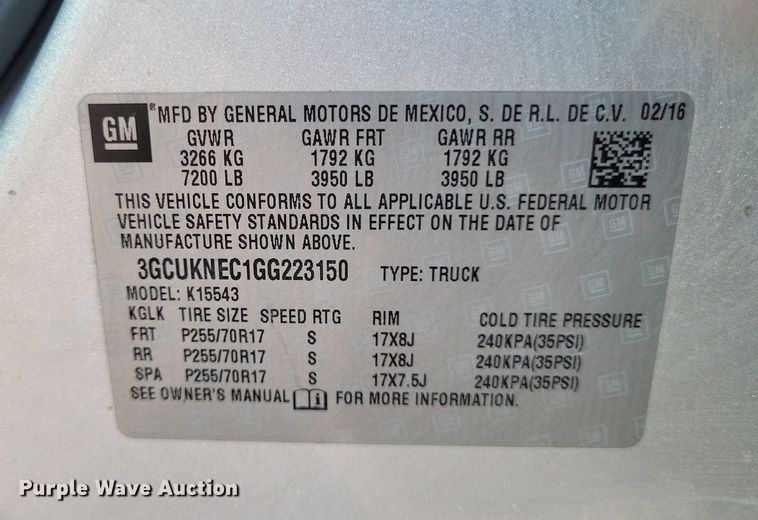 GM ® MFD BY GENERAL MOTORS DE MEXICO, S. DE R.L. DE C.V. 02/16
GVWR GAWR FRT GAWR RR
3266 KG 1792 KG 1792 KG
7200 LB 3950 LB 3950 LB
THIS VEHICLE CONFORMS TO ALL APPLICABLE U.S. FEDERAL MOTOR
VEHICLE SAFETY STANDARDS IN EFFECT ON THE DATE OF
MANUFACTURE SHOWN ABOVE.
3GCUKNEC1GG223150 TYPE: TRUCK
MODEL: K15543
KGLK TIRE SIZE SPEED RTG RIM COLD TIRE PRESSURE
FRT P255/70R17 S 17X8J 240KPA(35PSI)
RR P255/70R17 S 17X8J 240KPA(35PSI)
SPA P255/70R17 S 17X7.5J 240KPA(35PSI)
SEE OWNER'S MANUAL i FOR MORE INFORMATION.
Purple Wave Auction